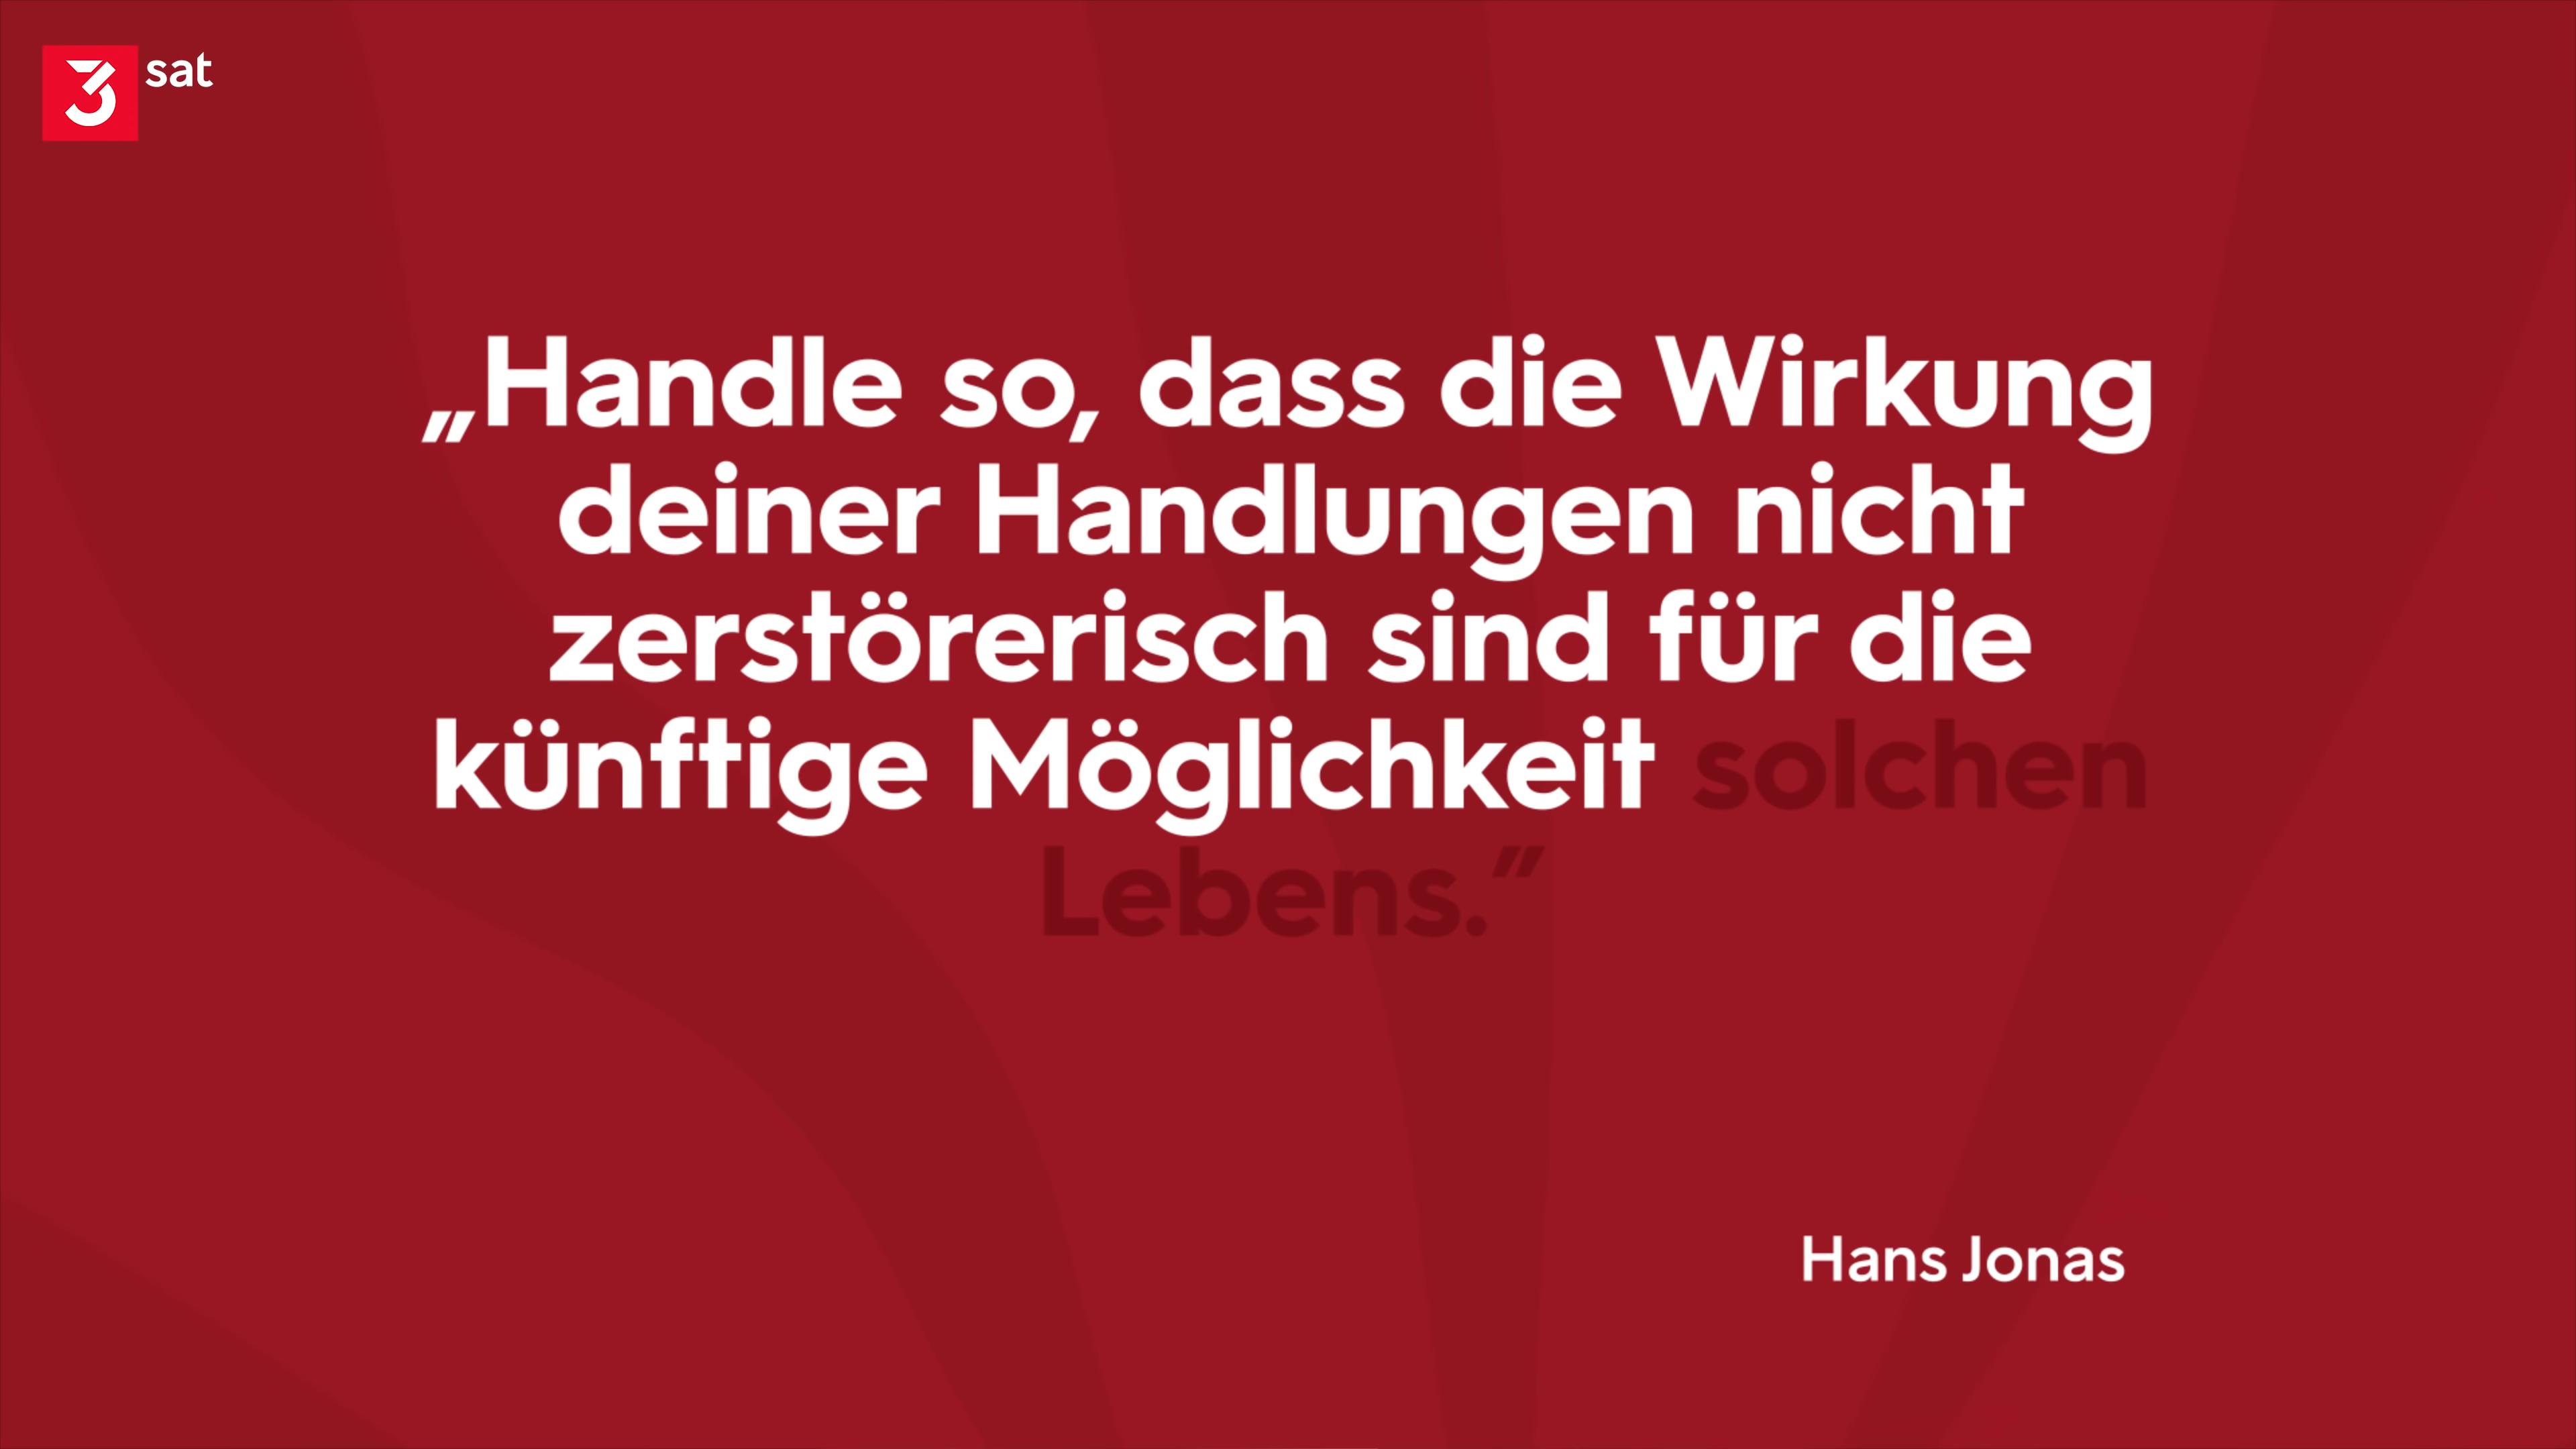 3sat
„Handle so, dass die Wirkung
deiner Handlungen nicht
zerstörerisch sind für die
künftige Möglichkeit solchen
Lebens.”
Hans Jonas